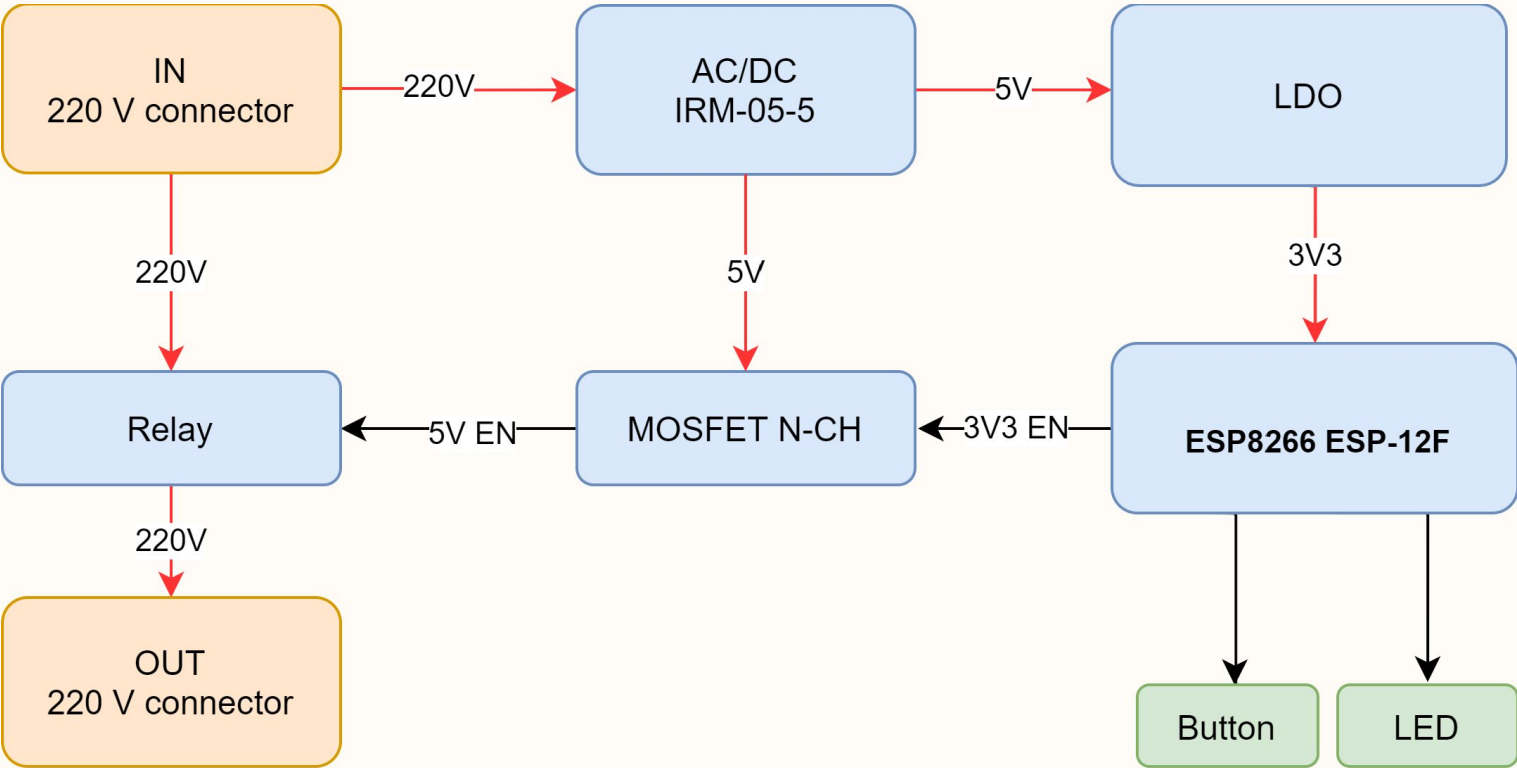 IN
220 V connector
220V
AC/DC
IRM-05-5
5V
LDO
220V
5V
3V3
Relay
5V EN
MOSFET N-CH
3V3 EN
ESP8266 ESP-12F
220V
OUT
220 V connector
Button
LED